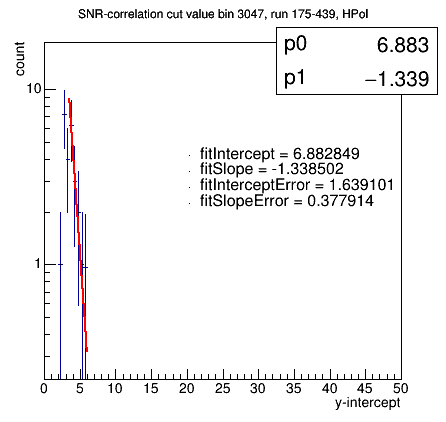 SNR-correlation cut value bin 3047, run 175-439, HPol
p0 6.883
p1 −1.339
count
10
1
fitIntercept = 6.882849
fitSlope = -1.338502
fitInterceptError = 1.639101
fitSlopeError = 0.377914
0 5 10 15 20 25 30 35 40 45 50
y-intercept